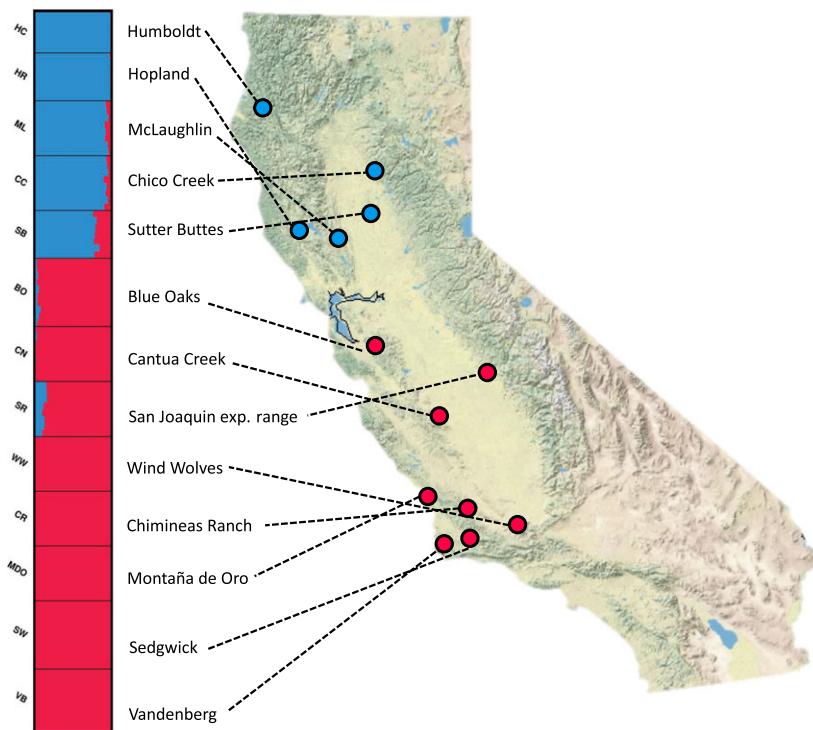 HC
Humboldt
HR
Hopland
ML
McLaughlin
CC
Chico Creek
SB
Sutter Buttes
BO
Blue Oaks
CN
Cantua Creek
SR
San Joaquin exp. range
WW
Wind Wolves
CR
Chimineas Ranch
MDO
Montaña de Oro
SW
Sedgwick
VB
Vandenberg